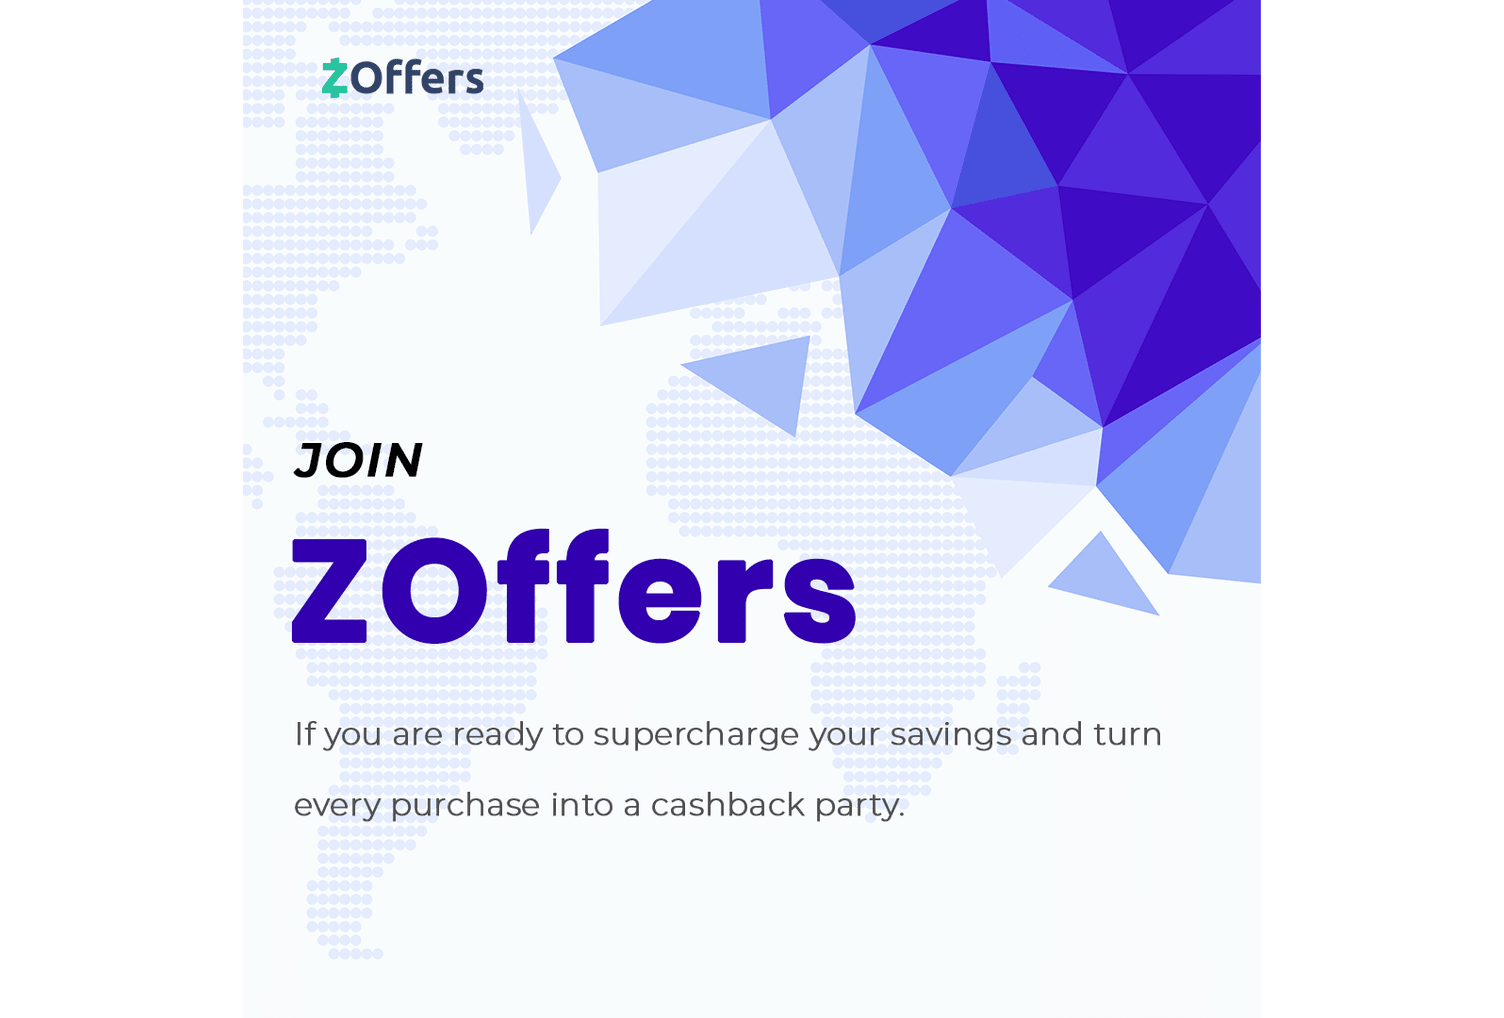 ZOffers
JOIN
ZOffers
If you are ready to supercharge your savings and turn
every purchase into a cashback party.